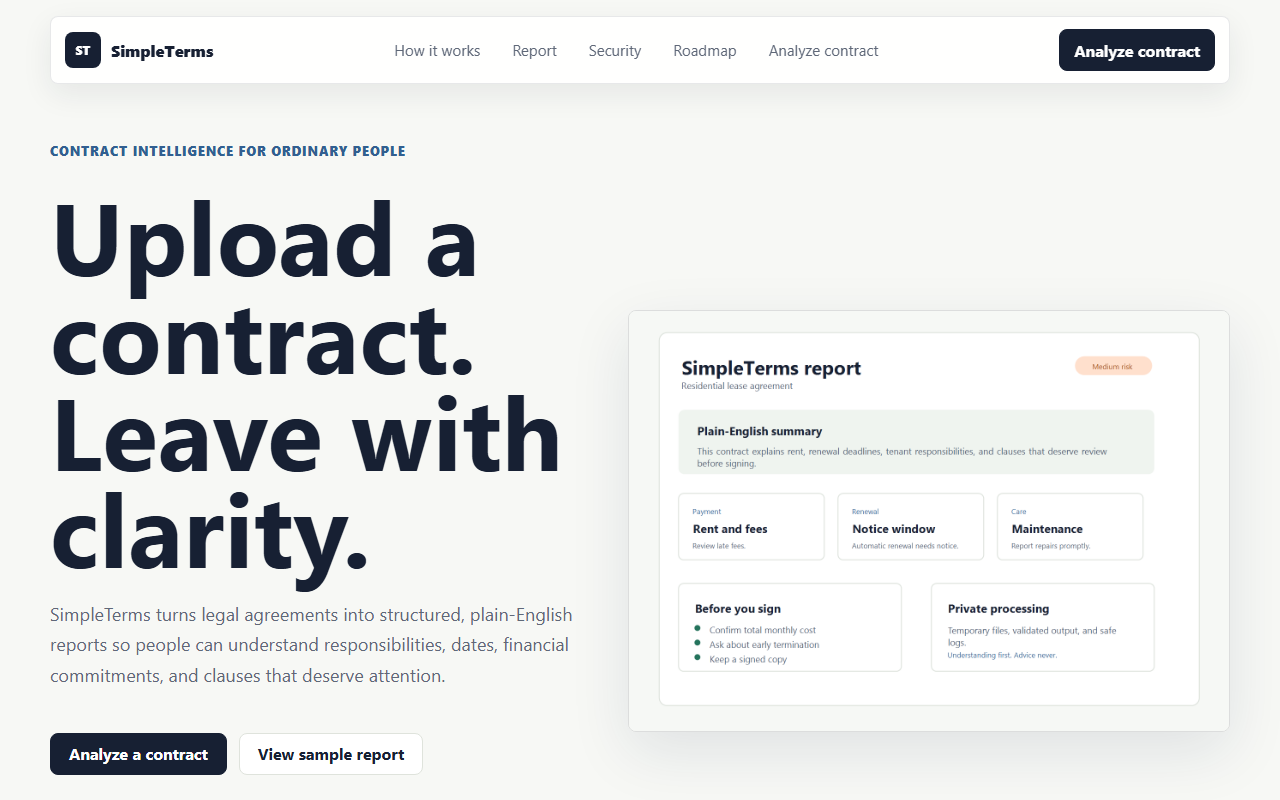 ST SimpleTerms How it works Report Security Roadmap Analyze contract Analyze contract
CONTRACT INTELLIGENCE FOR ORDINARY PEOPLE
Upload a
contract.
Leave with
clarity.
SimpleTerms turns legal agreements into structured, plain-English
reports so people can understand responsibilities, dates, financial
commitments, and clauses that deserve attention.
Analyze a contract View sample report
SimpleTerms report
Medium risk
Residential lease agreement
Plain-English summary
This contract explains rent, renewal deadlines, tenant responsibilities, and clauses that deserve review
before signing.
Payment
Rent and fees
Review late fees.
Renewal
Notice window
Automatic renewal needs notice.
Care
Maintenance
Report repairs promptly.
Before you sign
Confirm total monthly cost
Ask about early termination
Keep a signed copy
Private processing
Temporary files, validated output, and safe
logs.
Understanding first. Advice never.